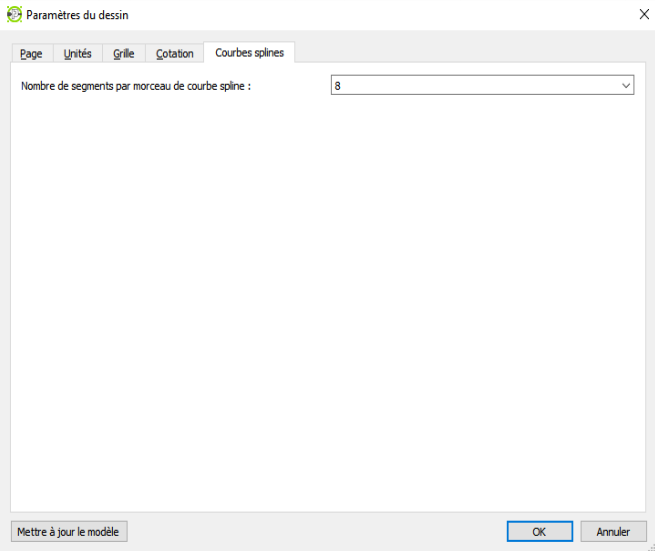 Paramètres du dessin
Page Unités Grille Cotation Courbes splines
Nombre de segments par morceau de courbe spline : 8
Mettre à jour le modèle OK Annuler